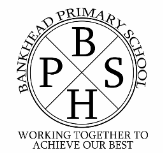 BANKHEAD PRIMARY SCHOOL
B
P S
H
WORKING TOGETHER TO
ACHIEVE OUR BEST